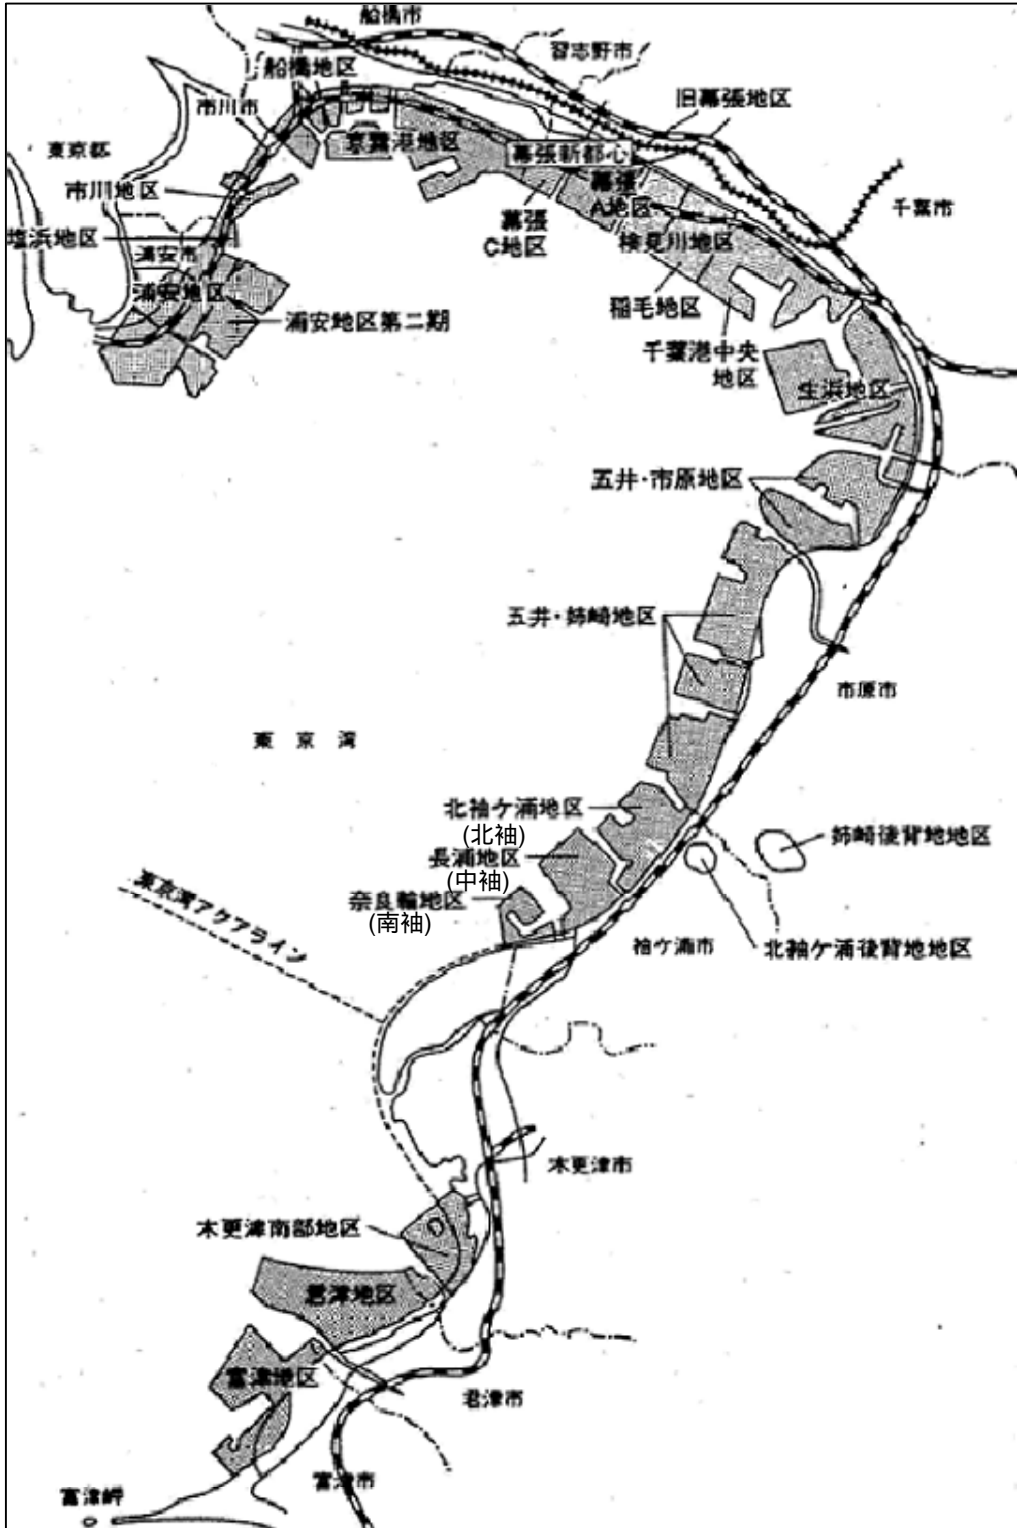 船橋市
習志野市
船橋地区
市川市
旧幕張地区
東京都
京葉港地区
幕張新都心
市川地区
幕張
A地区
千葉市
幕張
C地区
検見川地区
塩浜地区
浦安市
浦安地区
稲毛地区
浦安地区第二期
千葉港中央
地区
生浜地区
五井・市原地区
五井・姉崎地区
市原市
東京湾
北袖ケ浦地区
(北袖)
姉崎後背地地区
長浦地区
(中袖)
奈良輪地区
(南袖)
東京湾アクアライン
袖ケ浦市
北袖ケ浦後背地地区
木更津市
木更津南部地区
君津地区
富津地区
君津市
富津市
富津岬